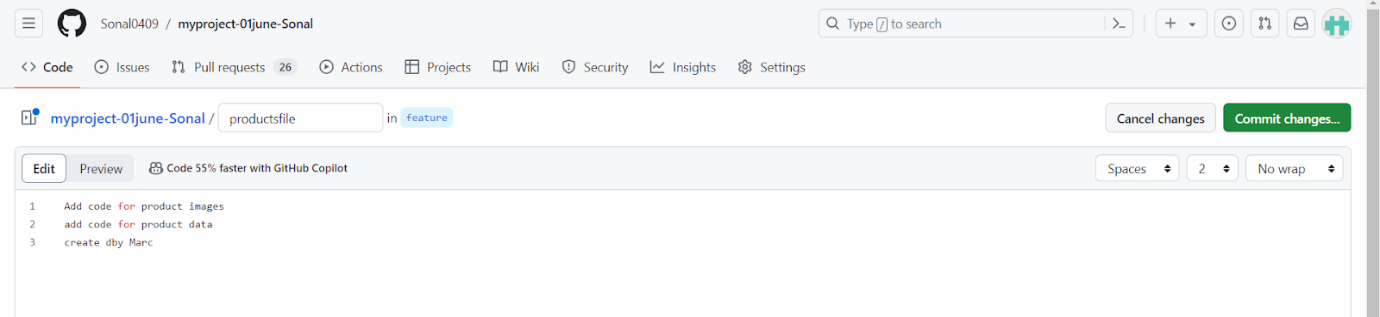 Sonal0409 / myproject-01june-Sonal
Type / to search
Code Issues Pull requests 26 Actions Projects Wiki Security Insights Settings
myproject-01june-Sonal / productsfile in feature
Cancel changes Commit changes...
Edit Preview Code 55% faster with GitHub Copilot
Spaces 2 No wrap
1 Add code for product images
2 add code for product data
3 create dby Marc